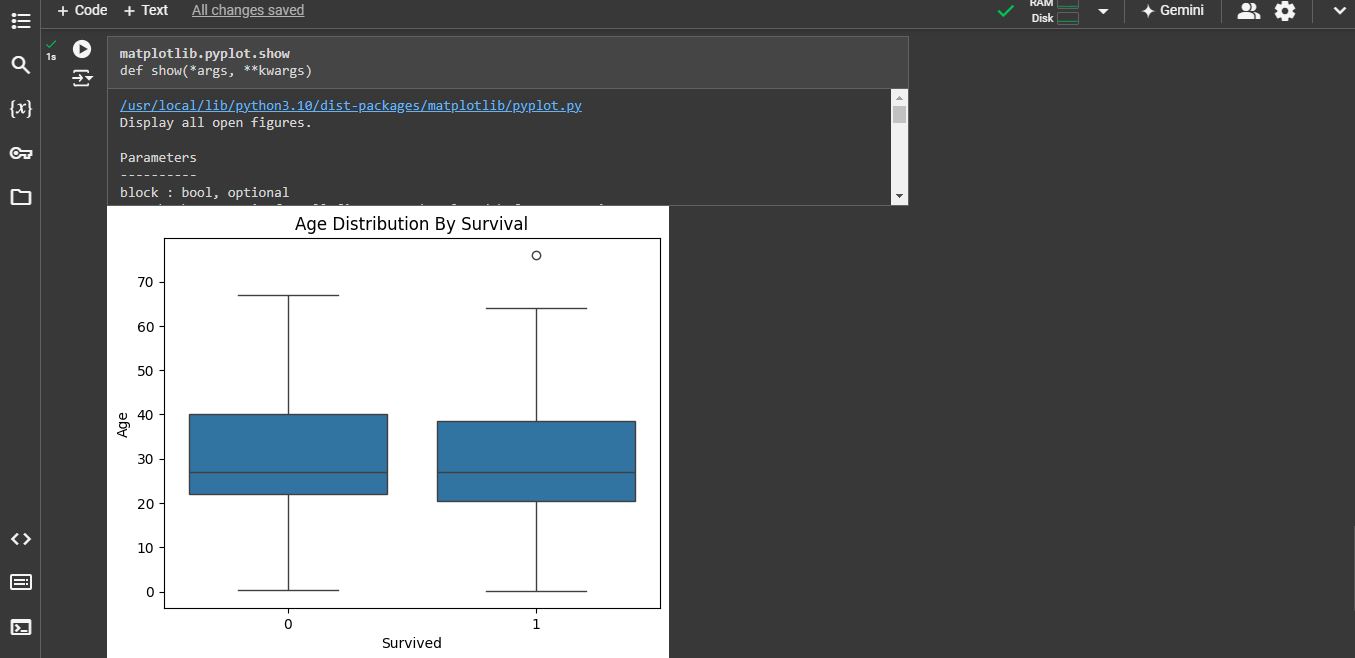 + Code + Text All changes saved
RAM
Disk
Gemini
1s
matplotlib.pyplot.show
def show(*args, **kwargs)
/usr/local/lib/python3.10/dist-packages/matplotlib/pyplot.py
Display all open figures.
Parameters
----------
block : bool, optional
{x}
Age Distribution By Survival
70
60
50
40
30
20
10
0
Age
0 1
Survived